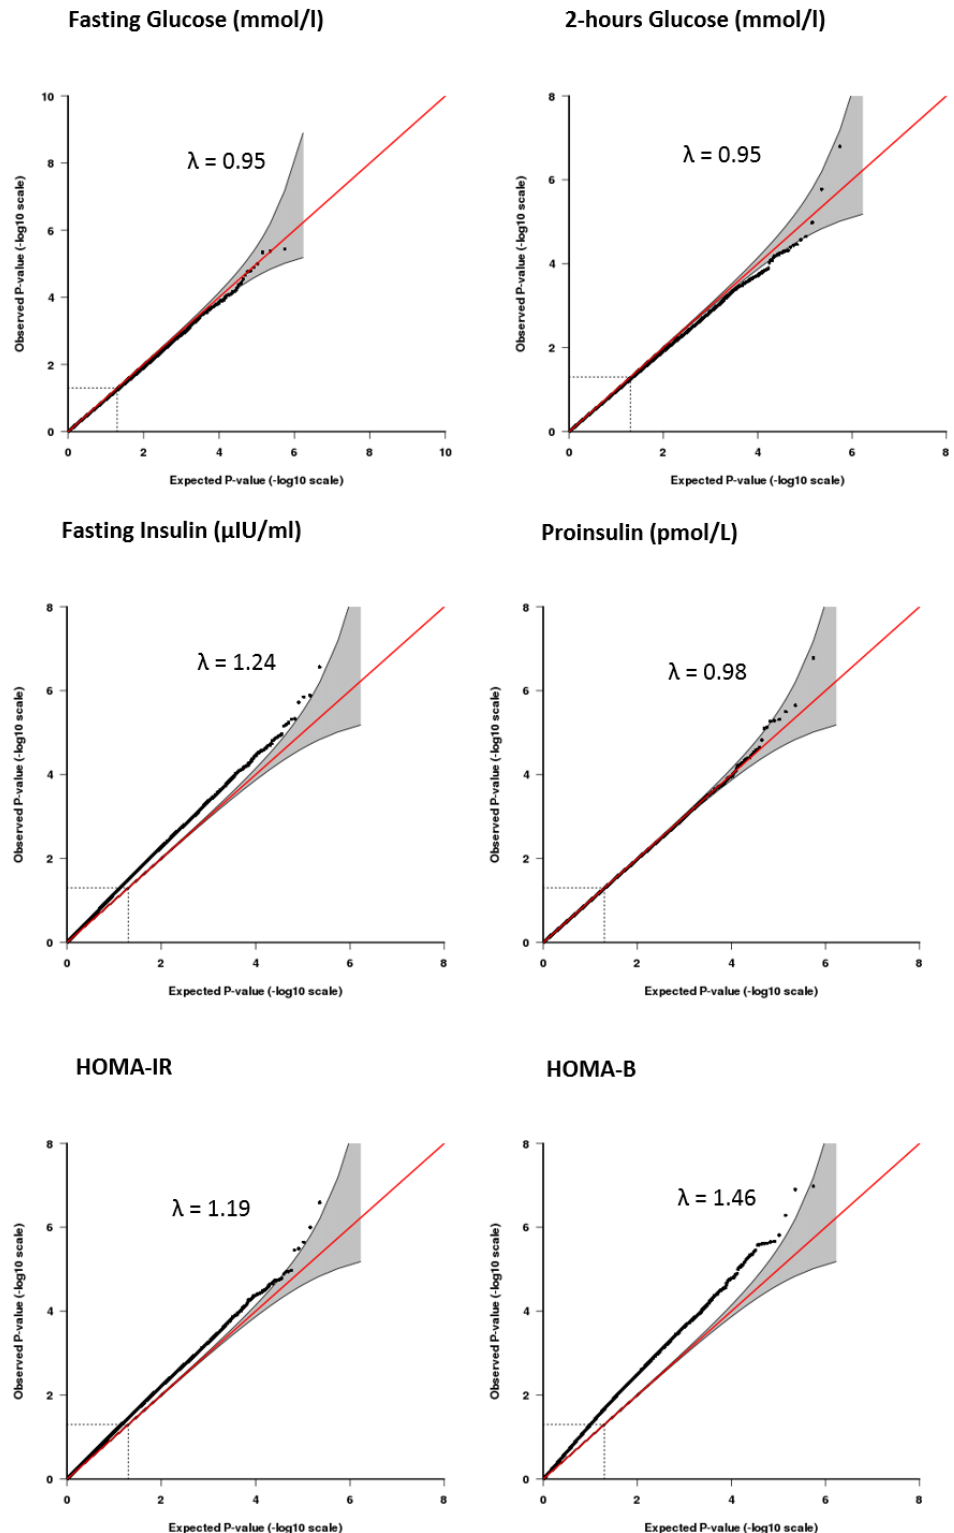 Fasting Glucose (mmol/l)
2-hours Glucose (mmol/l)
Observed P-value (-log10 scale)
10
8
6
4
2
0
λ = 0.95
0 2 4 6 8 10
Expected P-value (-log10 scale)
Observed P-value (-log10 scale)
8
6
4
2
0
λ = 0.95
0 2 4 6 8
Expected P-value (-log10 scale)
Fasting Insulin (μIU/ml)
Proinsulin (pmol/L)
Observed P-value (-log10 scale)
8
6
4
2
0
λ = 1.24
0 2 4 6 8
Expected P-value (-log10 scale)
Observed P-value (-log10 scale)
8
6
4
2
0
λ = 0.98
0 2 4 6 8
Expected P-value (-log10 scale)
HOMA-IR
HOMA-B
Observed P-value (-log10 scale)
8
6
4
2
0
λ = 1.19
0 2 4 6 8
Expected P-value (-log10 scale)
Observed P-value (-log10 scale)
8
6
4
2
0
λ = 1.46
0 2 4 6 8
Expected P-value (-log10 scale)